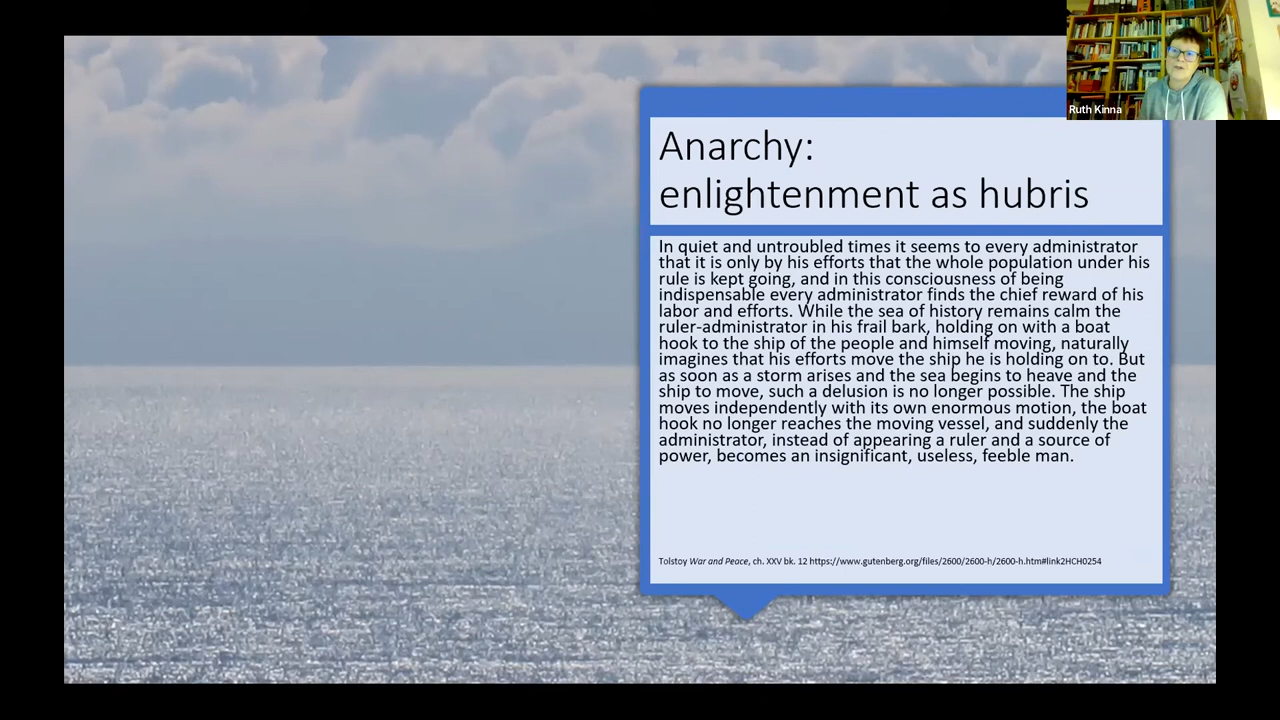 Ruth Kinna
Anarchy:
enlightenment as hubris
In quiet and untroubled times it seems to every administrator
that it is only by his efforts that the whole population under his
rule is kept going, and in this consciousness of being
indispensable every administrator finds the chief reward of his
labor and efforts. While the sea of history remains calm the
ruler-administrator in his frail bark, holding on with a boat
hook to the ship of the people and himself moving, naturally
imagines that his efforts move the ship he is holding on to. But
as soon as a storm arises and the sea begins to heave and the
ship to move, such a delusion is no longer possible. The ship
moves independently with its own enormous motion, the boat
hook no longer reaches the moving vessel, and suddenly the
administrator, instead of appearing a ruler and a source of
power, becomes an insignificant, useless, feeble man.
Tolstoy War and Peace, ch. XXV bk. 12 https://www.gutenberg.org/files/2600/2600-h/2600-h.htm#link2HCH0254